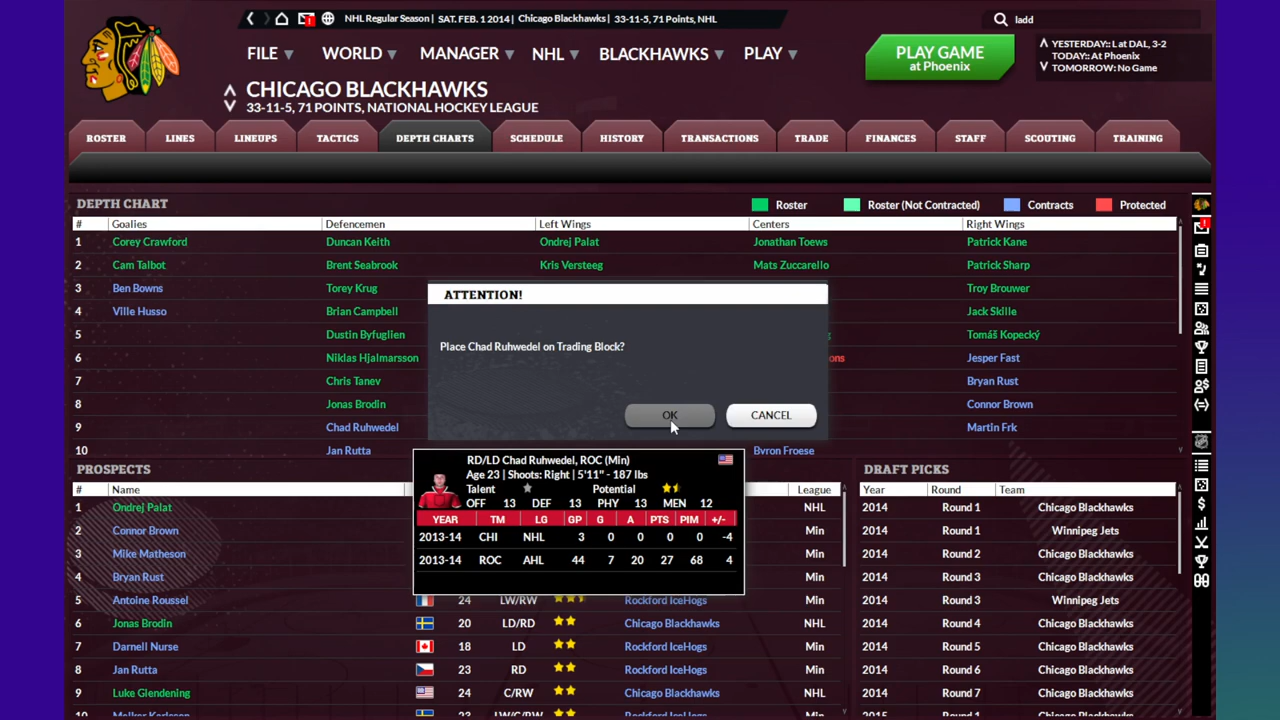 NHL Regular Season | SAT. FEB. 1 2014 | Chicago Blackhawks | 33-11-5, 71 Points, NHL
ladd
FILE WORLD MANAGER NHL BLACKHAWKS PLAY
PLAY GAME
at Phoenix
YESTERDAY:: L at DAL, 3-2
TODAY:: At Phoenix
TOMORROW: No Game
CHICAGO BLACKHAWKS
33-11-5, 71 POINTS, NATIONAL HOCKEY LEAGUE
ROSTER LINES LINEUPS TACTICS DEPTH CHARTS SCHEDULE HISTORY TRANSACTIONS TRADE FINANCES STAFF SCOUTING TRAINING
DEPTH CHART Roster Roster (Not Contracted) Contracts Protected
# Goalies Defencemen Left Wings Centers Right Wings
1 Corey Crawford Duncan Keith Ondrej Palat Jonathan Toews Patrick Kane
2 Cam Talbot Brent Seabrook Kris Versteeg Mats Zuccarello Patrick Sharp
3 Ben Bowns Torey Krug Troy Brouwer
4 Ville Husso Brian Campbell Jack Skille
5 Dustin Byfuglien Tomáš Kopecký
6 Niklas Hjalmarsson ons Jesper Fast
7 Chris Tanev Bryan Rust
8 Jonas Brodin Connor Brown
9 Chad Ruhwedel Martin Frk
10 Jan Rutta Byron Froese
ATTENTION!
Place Chad Ruhwedel on Trading Block?
OK CANCEL
RD/LD Chad Ruhwedel, ROC (Min)
Age 23 | Shoots: Right | 5'11" - 187 lbs
Talent Potential
OFF 13 DEF 13 PHY 13 MEN 12
YEAR TM LG GP G A PTS PIM +/-
2013-14 CHI NHL 3 0 0 0 0 -4
2013-14 ROC AHL 44 7 20 27 68 4
PROSPECTS
# Name League
1 Ondrej Palat NHL
2 Connor Brown Min
3 Mike Matheson Min
4 Bryan Rust Min
5 Antoine Roussel 24 LW/RW Rockford IceHogs Min
6 Jonas Brodin 20 LD/RD Chicago Blackhawks NHL
7 Darnell Nurse 18 LD Rockford IceHogs Min
8 Jan Rutta 23 RD Rockford IceHogs Min
9 Luke Glendening 24 C/RW Chicago Blackhawks NHL
10 Melker Karlsson 23 LW/C/RW Rockford IceHogs Min
DRAFT PICKS
Year Round Team
2014 Round 1 Chicago Blackhawks
2014 Round 1 Winnipeg Jets
2014 Round 2 Chicago Blackhawks
2014 Round 3 Chicago Blackhawks
2014 Round 3 Winnipeg Jets
2014 Round 4 Chicago Blackhawks
2014 Round 5 Chicago Blackhawks
2014 Round 6 Chicago Blackhawks
2014 Round 7 Chicago Blackhawks
2015 Round 1 Chicago Blackhawks